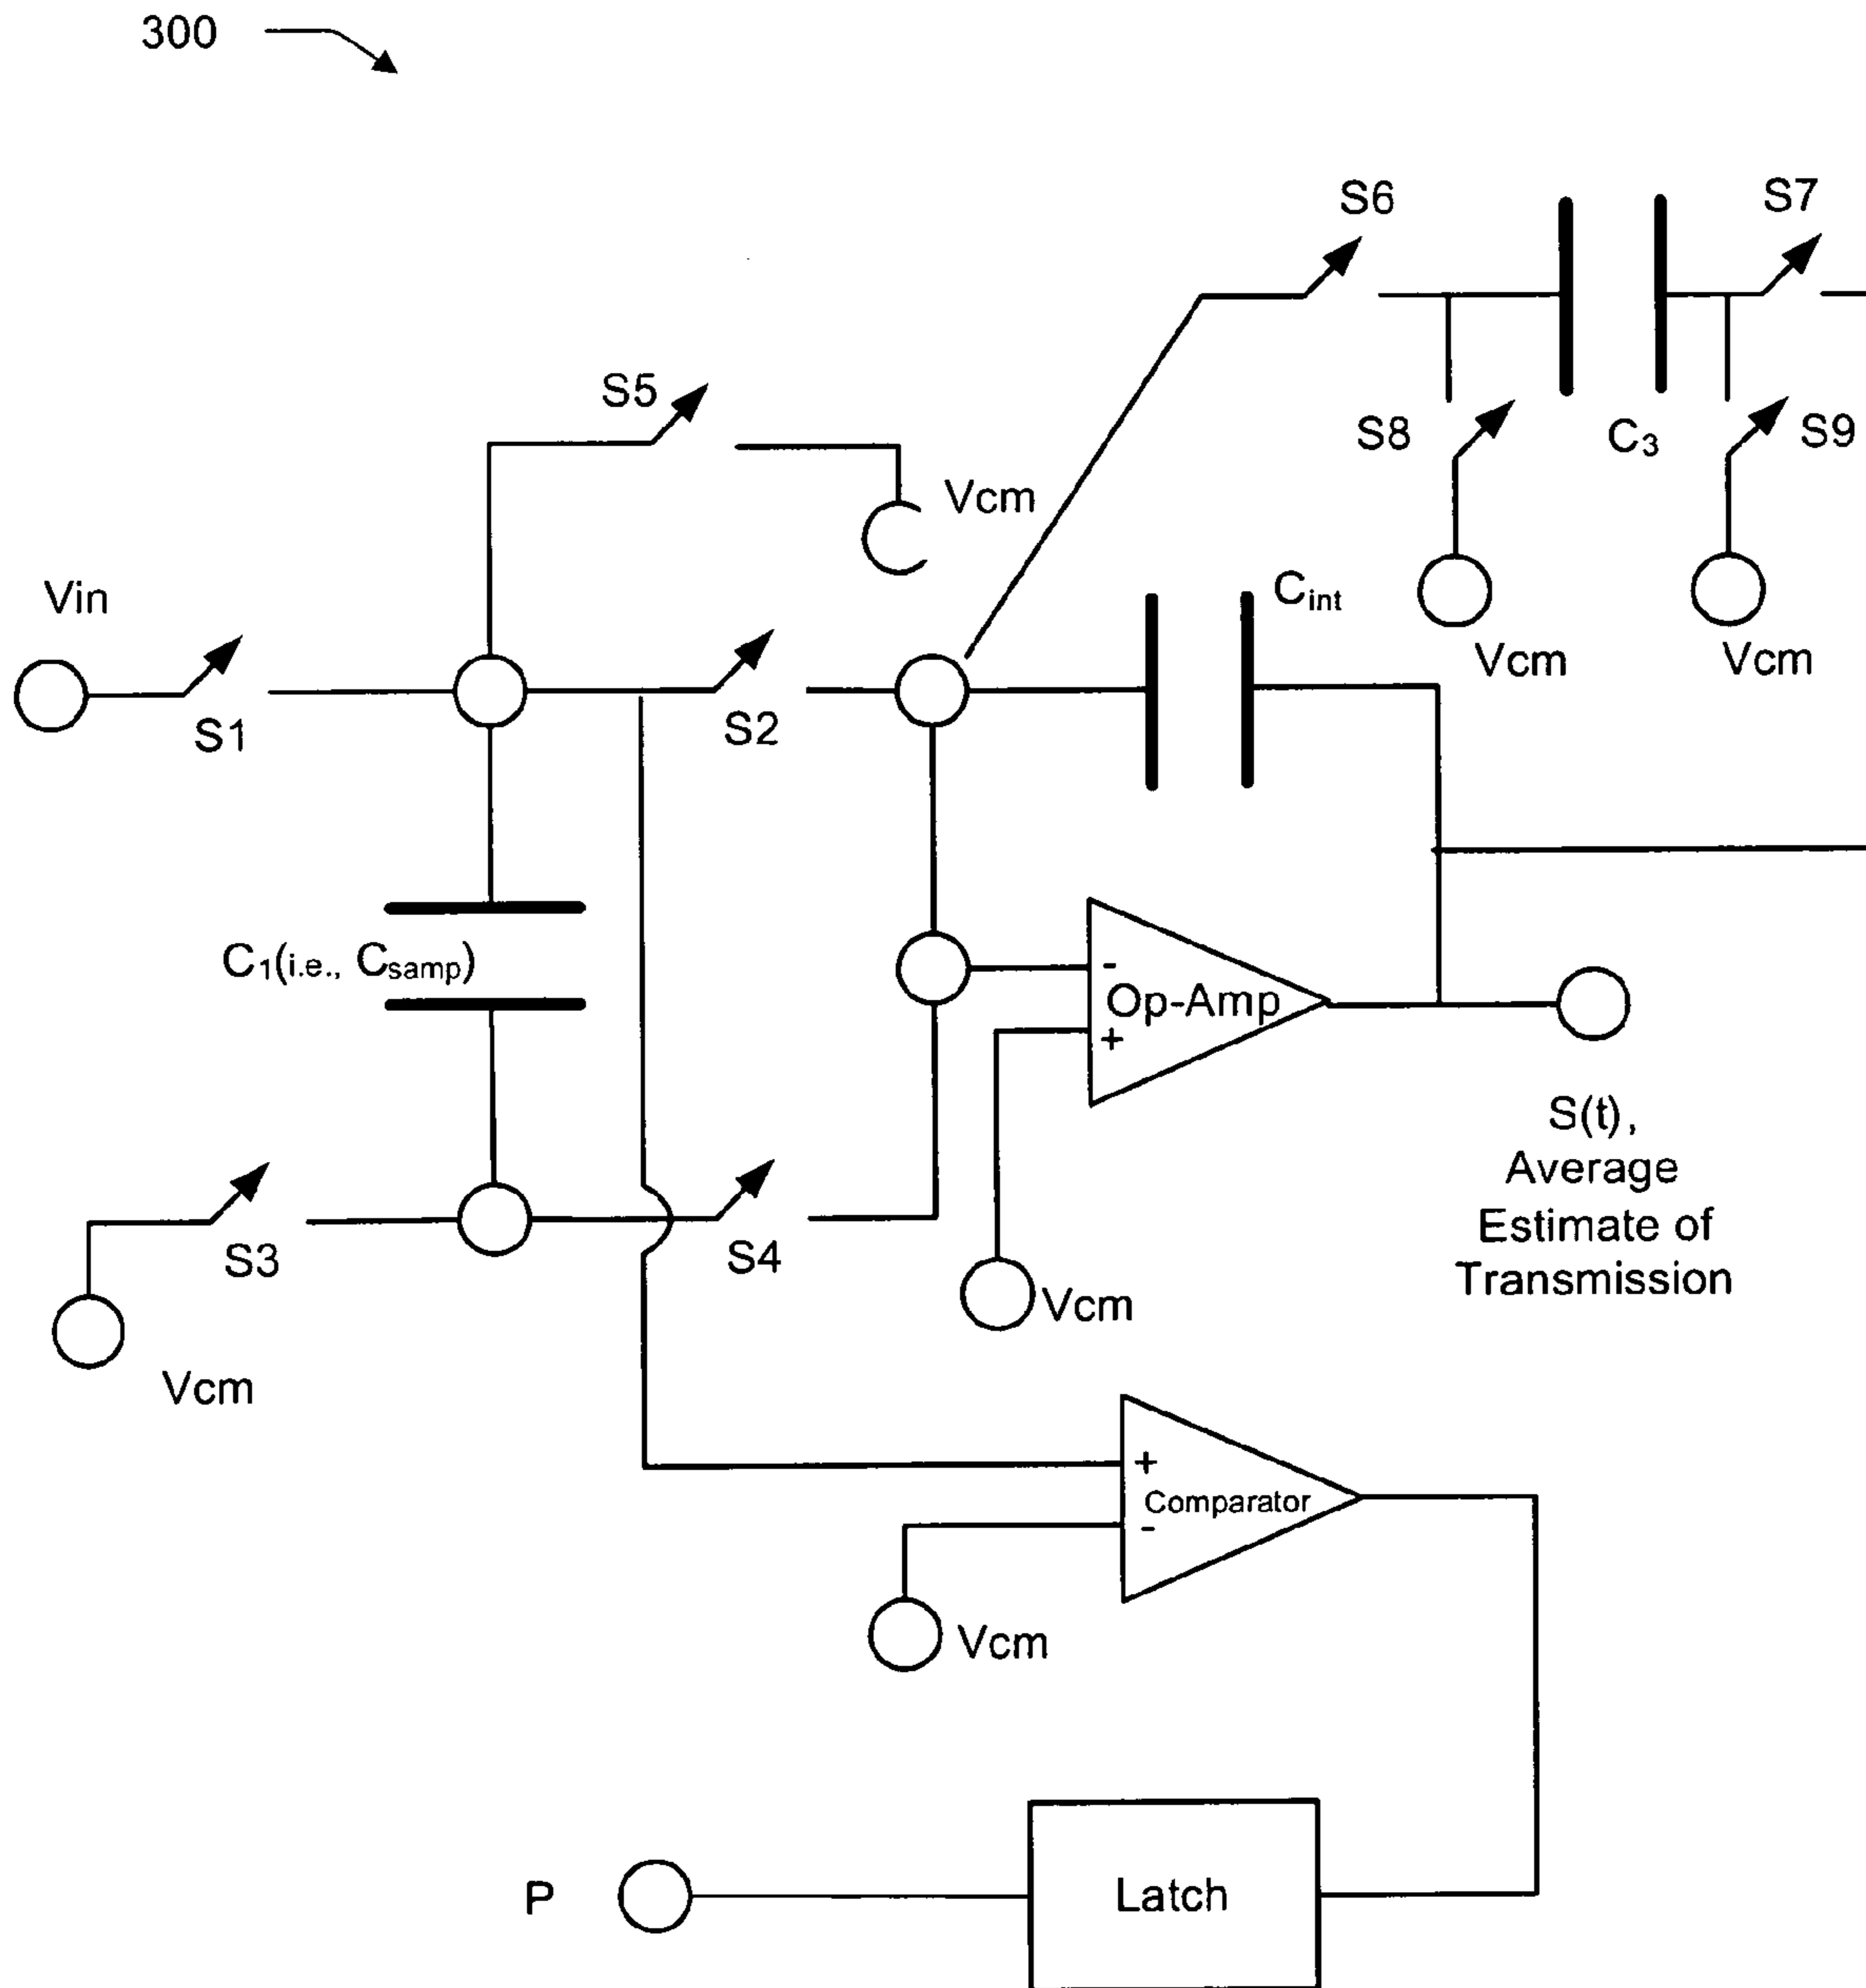 300
S6
S7
S5
S8
C3
S9
Vcm
Vin
Cint
Vcm
Vcm
S1
S2
C1(i.e., Csamp)
-
Op-Amp
+
S(t),
Average
Estimate of
Transmission
S3
S4
Vcm
Vcm
+
Comparator
-
Vcm
P
Latch